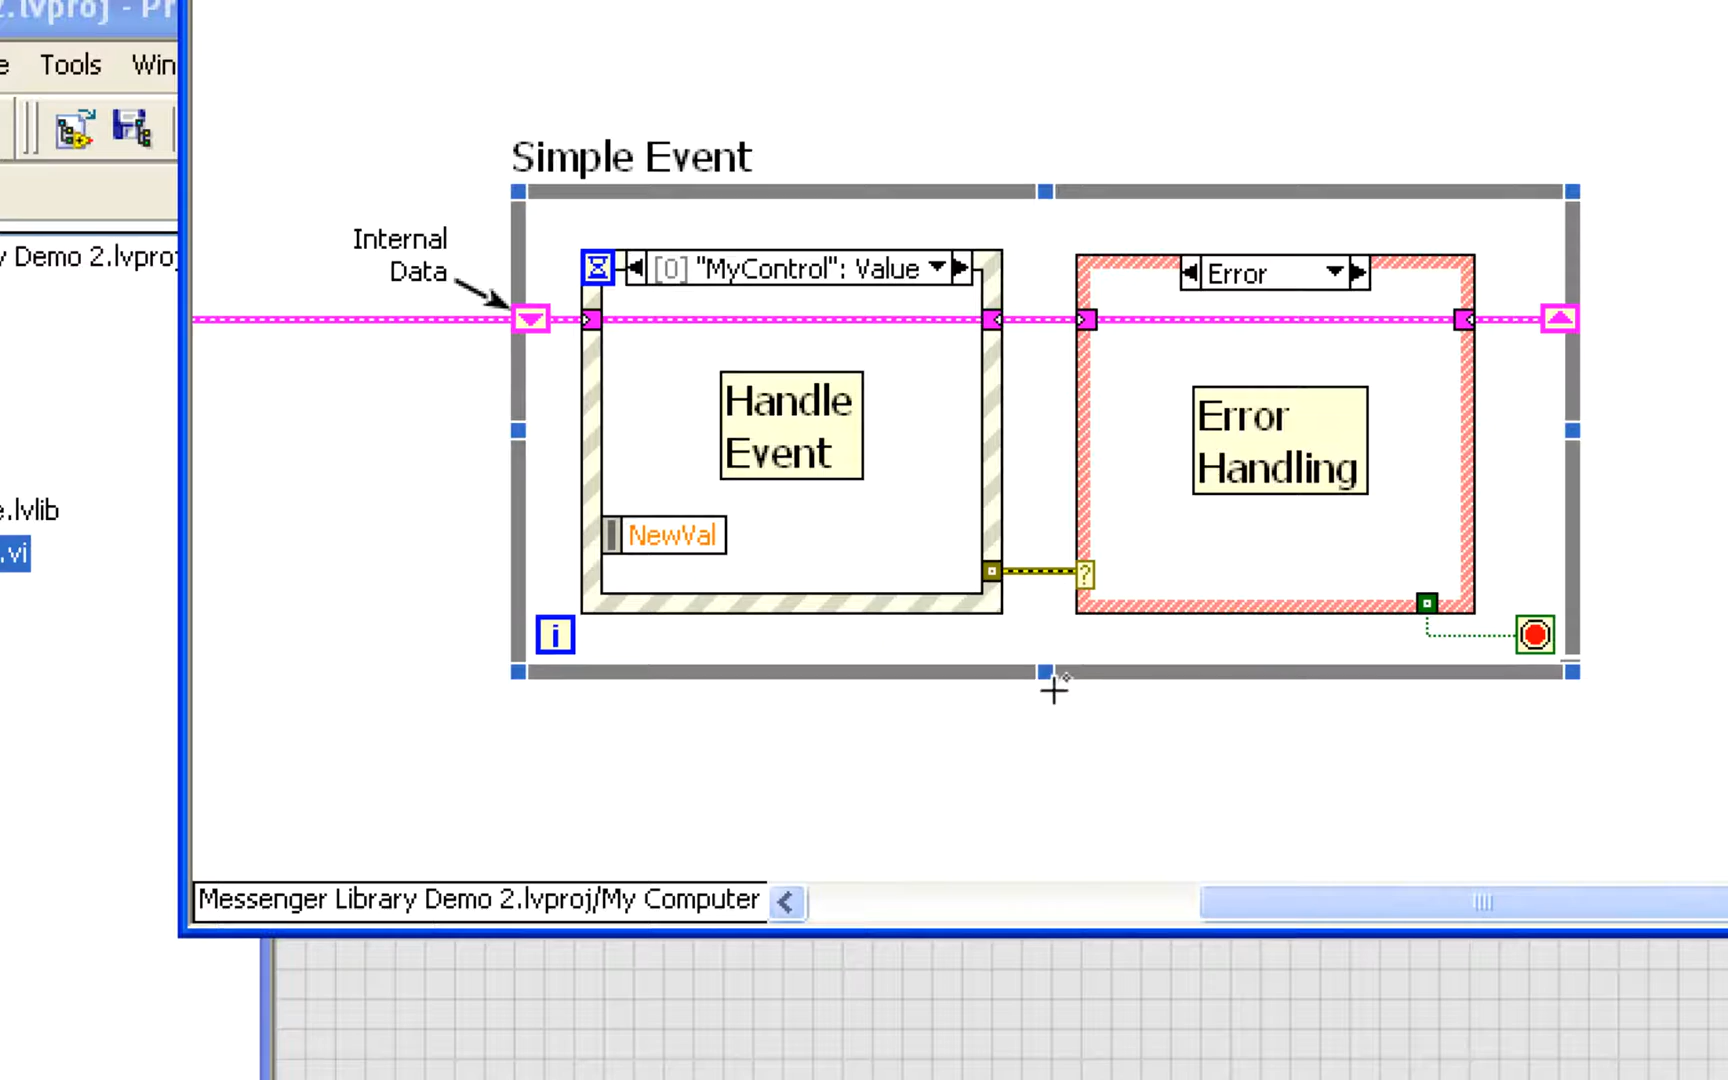 2.lvproj - Pr
e Tools Win
y Demo 2.lvproj
e.lvlib
.vi
Simple Event
Internal
Data
[0] "MyControl": Value
Error
Handle
Event
Error
Handling
NewVal
?
i
Messenger Library Demo 2.lvproj/My Computer